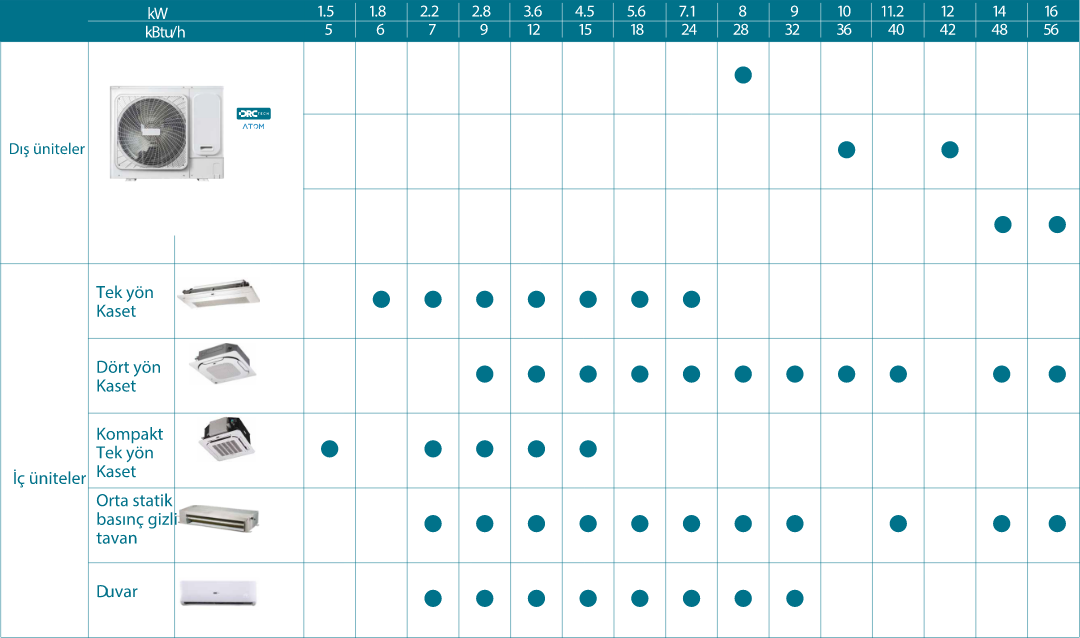 kW 1.5 1.8 2.2 2.8 3.6 4.5 5.6 7.1 8 9 10 11.2 12 14 16
kBtu/h 5 6 7 9 12 15 18 24 28 32 36 40 42 48 56
Dış üniteler
ORC TECH
ATOM
İç üniteler
Tek yön
Kaset
Dört yön
Kaset
Kompakt
Tek yön
Kaset
Orta statik
basınç gizli
tavan
Duvar